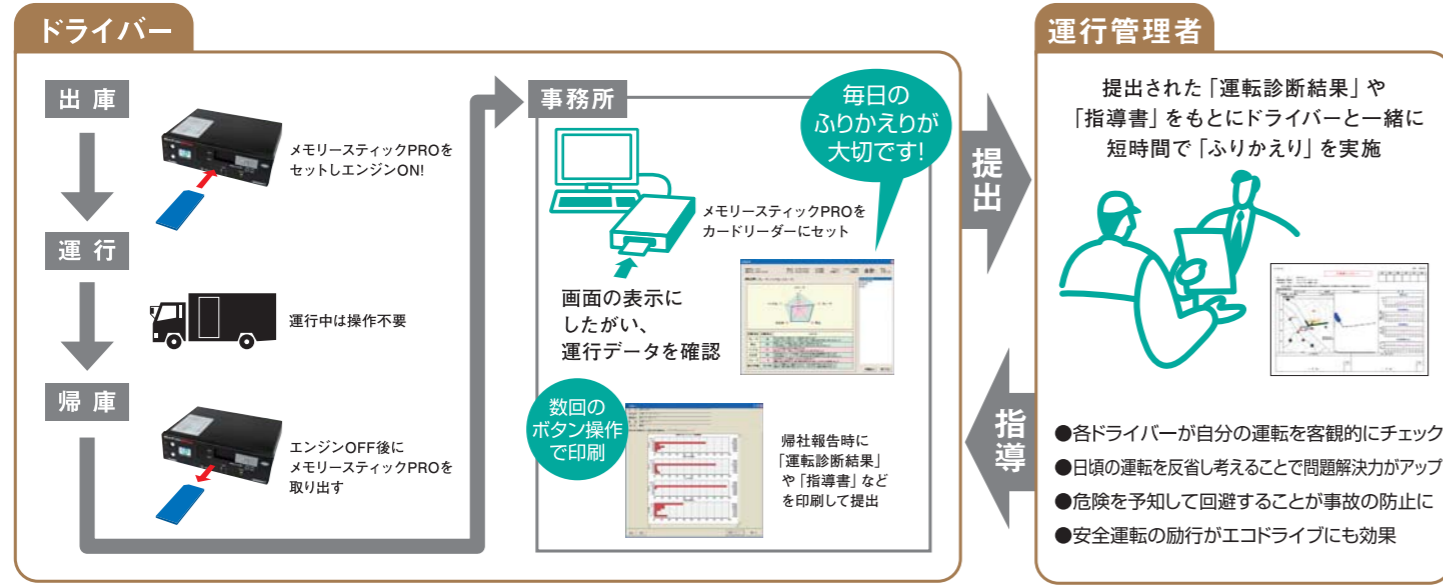 ドライバー
出庫
メモリースティックPROを
セットしエンジンON!
運行
運行中は操作不要
帰庫
エンジンOFF後に
メモリースティックPROを
取り出す
事務所
毎日の
ふりかえりが
大切です!
メモリースティックPROを
カードリーダーにセット
画面の表示に
したがい、
運行データを確認
数回の
ボタン操作
で印刷
帰社報告時に
「運転診断結果」
や「指導書」など
を印刷して提出
提出
指導
運行管理者
提出された「運転診断結果」や
「指導書」をもとにドライバーと一緒に
短時間で「ふりかえり」を実施
●各ドライバーが自分の運転を客観的にチェック
●日頃の運転を反省し考えることで問題解決力がアップ
●危険を予知して回避することが事故の防止に
●安全運転の励行がエコドライブにも効果